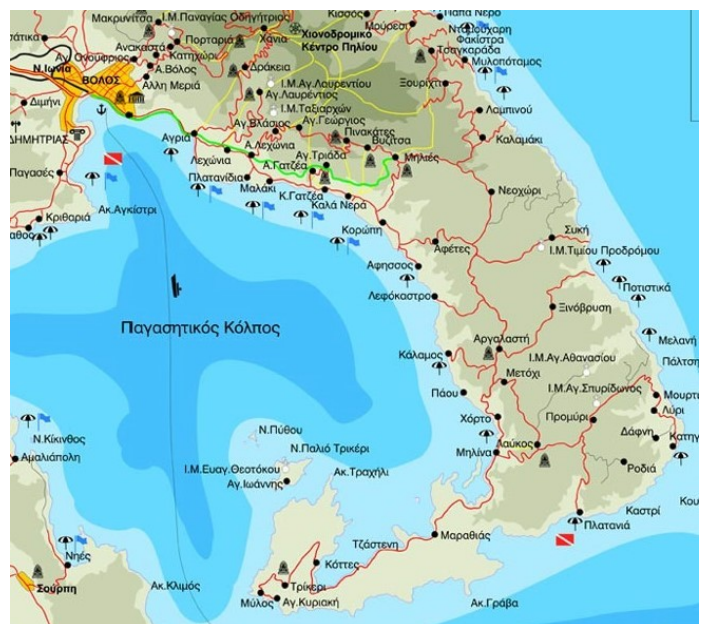 Κισσός
Παπά Νερό
Μακρινίτσα
Ι.Μ.Παναγίας Οδηγήτριας
Μούρεσι
Νταμούχαρη
Φακίστρα
Πορταριά
Χάνια
Χιονοδρομικό
Κέντρο Πηλίου
Τσαγκαράδα
Ανακασιά
Μυλοπόταμος
Αγ.Ονούφριος
Κατηχώρι
Δράκεια
Α.Βόλος
Ν.Ιωνία
ΒΟΛΟΣ
Αλλη Μεριά
Ι.Μ.Αγ.Λαυρεντίου
Ξουρίχτι
Αγ.Λαυρέντιος
Διμήνι
Ι.Μ.Ταξιαρχών
Λαμπινού
Αγ.Βλάσιος
Αγ.Γεώργιος
Πινακάτες
ΔΗΜΗΤΡΙΑΣ
Αγριά
Βυζίτσα
Καλαμάκι
Α.Λεχώνια
Λεχώνια
Αγ.Τριάδα
Μηλιές
Α.Γατζέα
Παγασές
Πλατανίδια
Μαλάκι
Κ.Γατζέα
Νεοχώρι
Καλά Νερά
Ακ.Αγκίστρι
Κριθαριά
Κορώπη
Συκή
Αφέτες
Ι.Μ.Τιμίου Προδρόμου
Αφησσος
Ποτιστικά
Λεφόκαστρο
Ξινόβρυση
Παγασητικός Κόλπος
Μελανή
Αργαλαστή
Κάλαμος
Ι.Μ.Αγ.Αθανασίου
Μετόχι
Ι.Μ.Αγ.Σπυρίδωνος
Πάου
Λύρι
Χόρτο
Προμύρι
Ν.Πύθου
Δάφνη
Ν.Κίκινθος
Λαύκος
Ν.Παλιό Τρικέρι
Αμαλιάπολη
Μηλίνα
Ι.Μ.Ευαγ.Θεοτόκου
Ακ.Τραχήλι
Ροδιά
Αγ.Ιωάννης
Καστρί
Πλατανιά
Μαραθιάς
Τζάστενη
Νηές
Κόττες
Σούρπη
Ακ.Κλιμός
Τρίκερι
Μύλος
Αγ.Κυριακή
Ακ.Γράβα